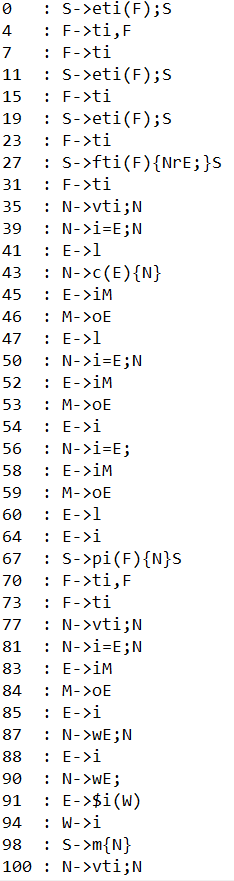 0   : S->eti(F);S
4   : F->ti,F
7   : F->ti
11  : S->eti(F);S
15  : F->ti
19  : S->eti(F);S
23  : F->ti
27  : S->fti(F){NrE;}S
31  : F->ti
35  : N->vti;N
39  : N->i=E;N
41  : E->l
43  : N->c(E){N}
45  : E->iM
46  : M->oE
47  : E->l
50  : N->i=E;N
52  : E->iM
53  : M->oE
54  : E->i
56  : N->i=E;
58  : E->iM
59  : M->oE
60  : E->l
64  : E->i
67  : S->pi(F){N}S
70  : F->ti,F
73  : F->ti
77  : N->vti;N
81  : N->i=E;N
83  : E->iM
84  : M->oE
85  : E->i
87  : N->wE;N
88  : E->i
90  : N->wE;
91  : E->$i(W)
94  : W->i
98  : S->m{N}
100 : N->vti;N